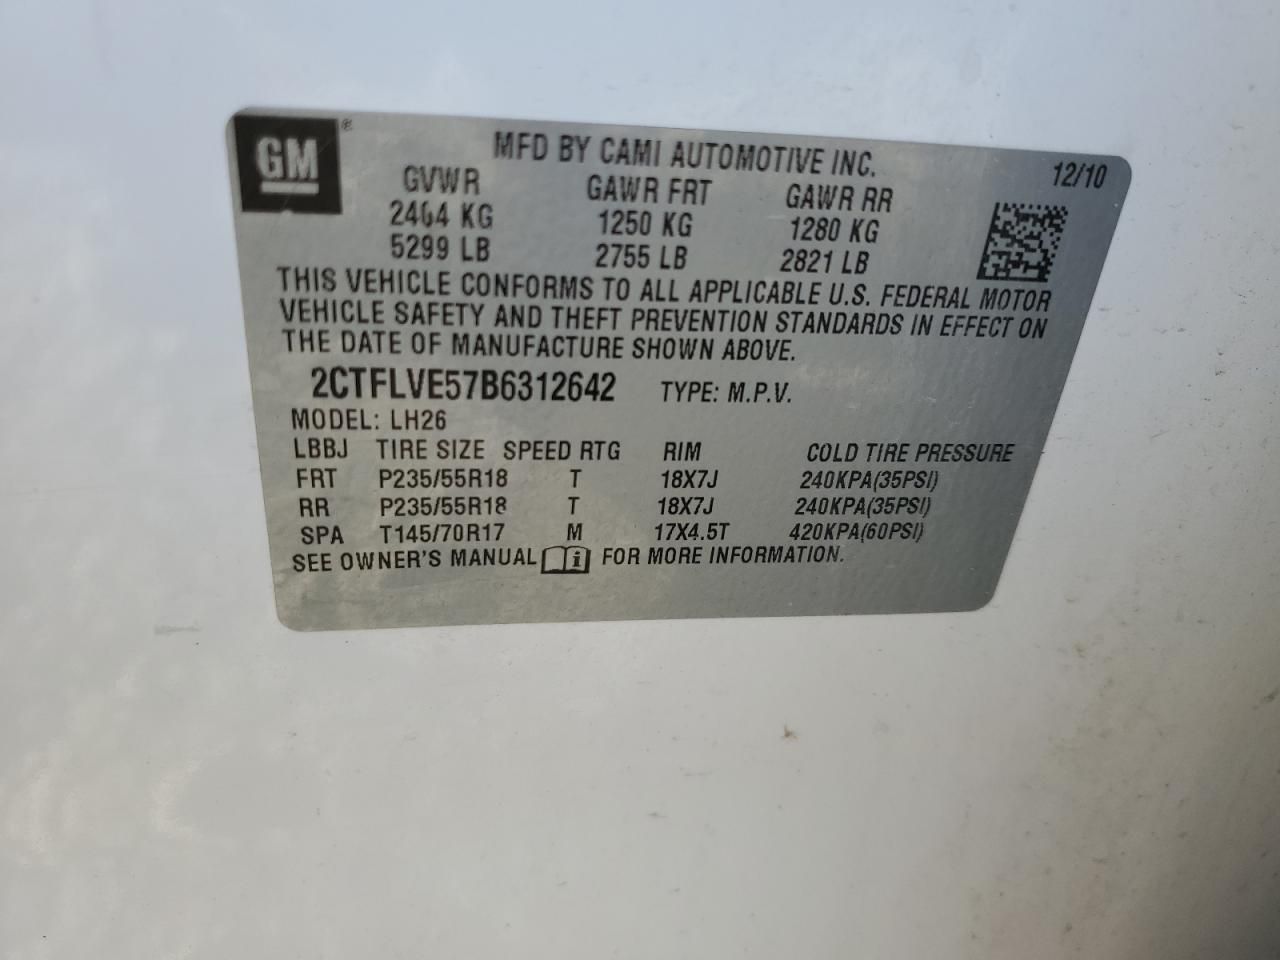 GM®
MFD BY CAMI AUTOMOTIVE INC.
12/10
GVWR GAWR FRT GAWR RR
2404 KG 1250 KG 1280 KG
5299 LB 2755 LB 2821 LB
THIS VEHICLE CONFORMS TO ALL APPLICABLE U.S. FEDERAL MOTOR
VEHICLE SAFETY AND THEFT PREVENTION STANDARDS IN EFFECT ON
THE DATE OF MANUFACTURE SHOWN ABOVE.
2CTFLVE57B6312642 TYPE: M.P.V.
MODEL: LH26
LBBJ TIRE SIZE SPEED RTG RIM COLD TIRE PRESSURE
FRT P235/55R18 T 18X7J 240KPA(35PSI)
RR P235/55R18 T 18X7J 240KPA(35PSI)
SPA T145/70R17 M 17X4.5T 420KPA(60PSI)
SEE OWNER'S MANUAL i FOR MORE INFORMATION.